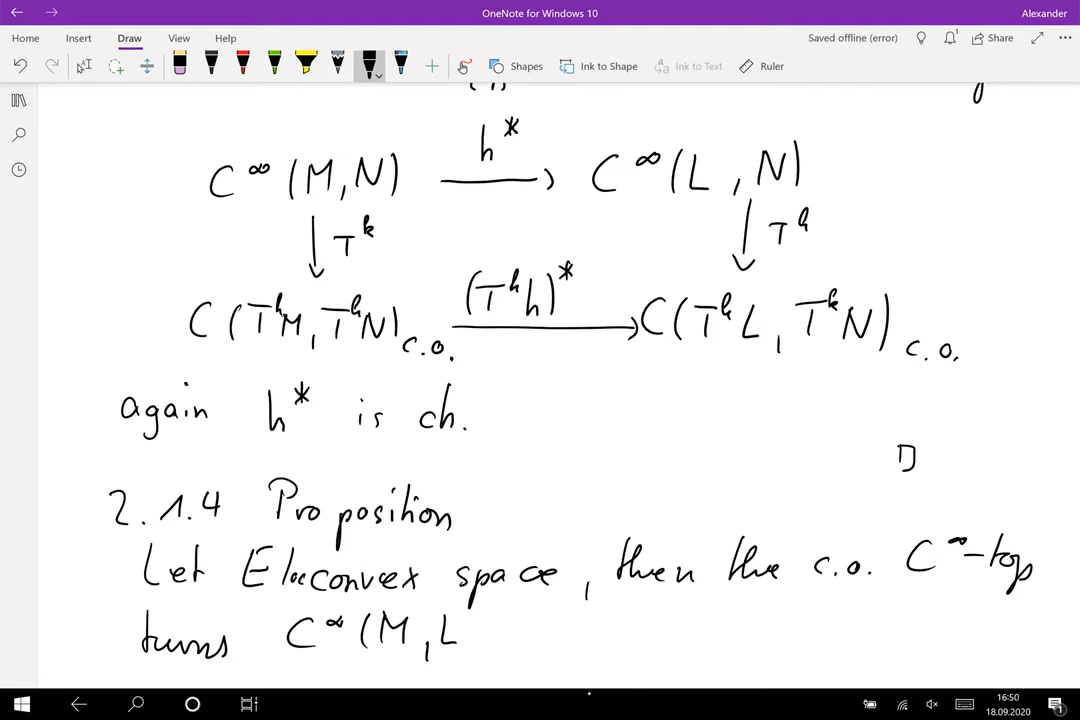 OneNote for Windows 10
Alexander
Home Insert Draw View Help
Saved offline (error) Share
Shapes Ink to Shape Ink to Text Ruler
h*
C∞(M,N) → C∞(L,N)
↓ T^k ↓ T^k
(T^k h)*
C(T^k M, T^k N)c.o. → C(T^k L, T^k N)c.o.
again h* is ch.
2.1.4 Proposition
Let E loc convex space, then the c.o. C∞-top
turns C∞(M,L
16:50
18.09.2020